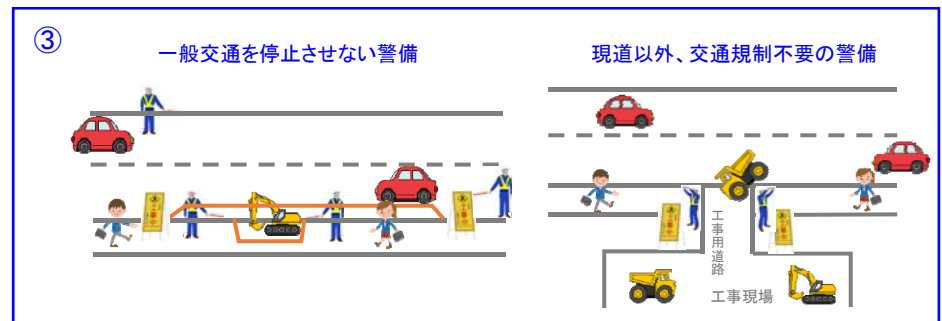 ③
一般交通を停止させない警備
現道以外、交通規制不要の警備
工事用道路
工事現場